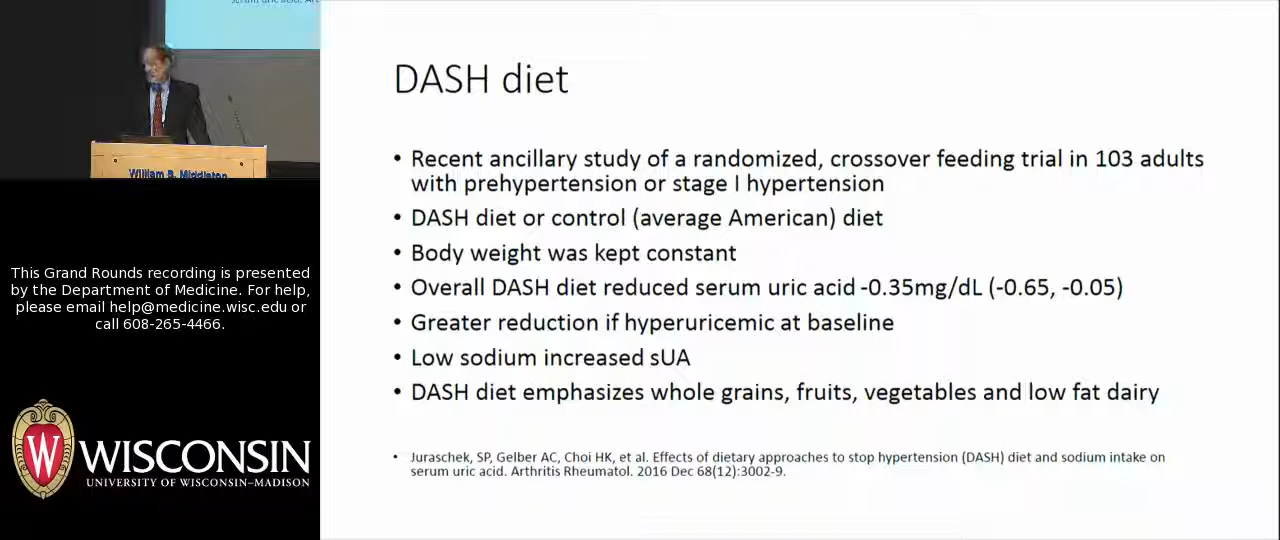 DASH diet
• Recent ancillary study of a randomized, crossover feeding trial in 103 adults
with prehypertension or stage I hypertension
• DASH diet or control (average American) diet
• Body weight was kept constant
• Overall DASH diet reduced serum uric acid -0.35mg/dL (-0.65, -0.05)
• Greater reduction if hyperuricemic at baseline
• Low sodium increased sUA
• DASH diet emphasizes whole grains, fruits, vegetables and low fat dairy
• Juraschek, SP, Gelber AC, Choi HK, et al. Effects of dietary approaches to stop hypertension (DASH) diet and sodium intake on
serum uric acid. Arthritis Rheumatol. 2016 Dec 68(12):3002-9.
serum uric acid. Art
William S. Middleton
This Grand Rounds recording is presented
by the Department of Medicine. For help,
please email help@medicine.wisc.edu or
call 608-265-4466.
W
WISCONSIN
UNIVERSITY OF WISCONSIN–MADISON